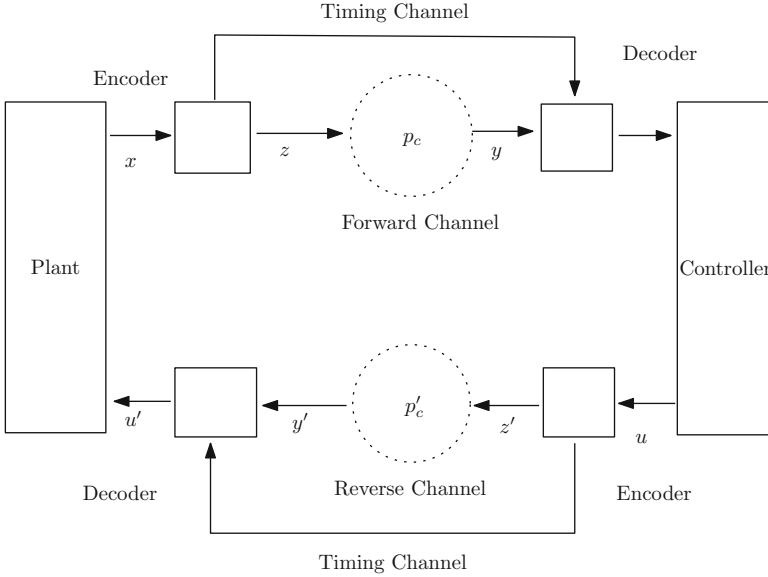 Timing Channel
Encoder
Decoder
x
z
p_c
y
Forward Channel
Plant
Controller
u'
y'
p'_c
z'
u
Reverse Channel
Decoder
Encoder
Timing Channel